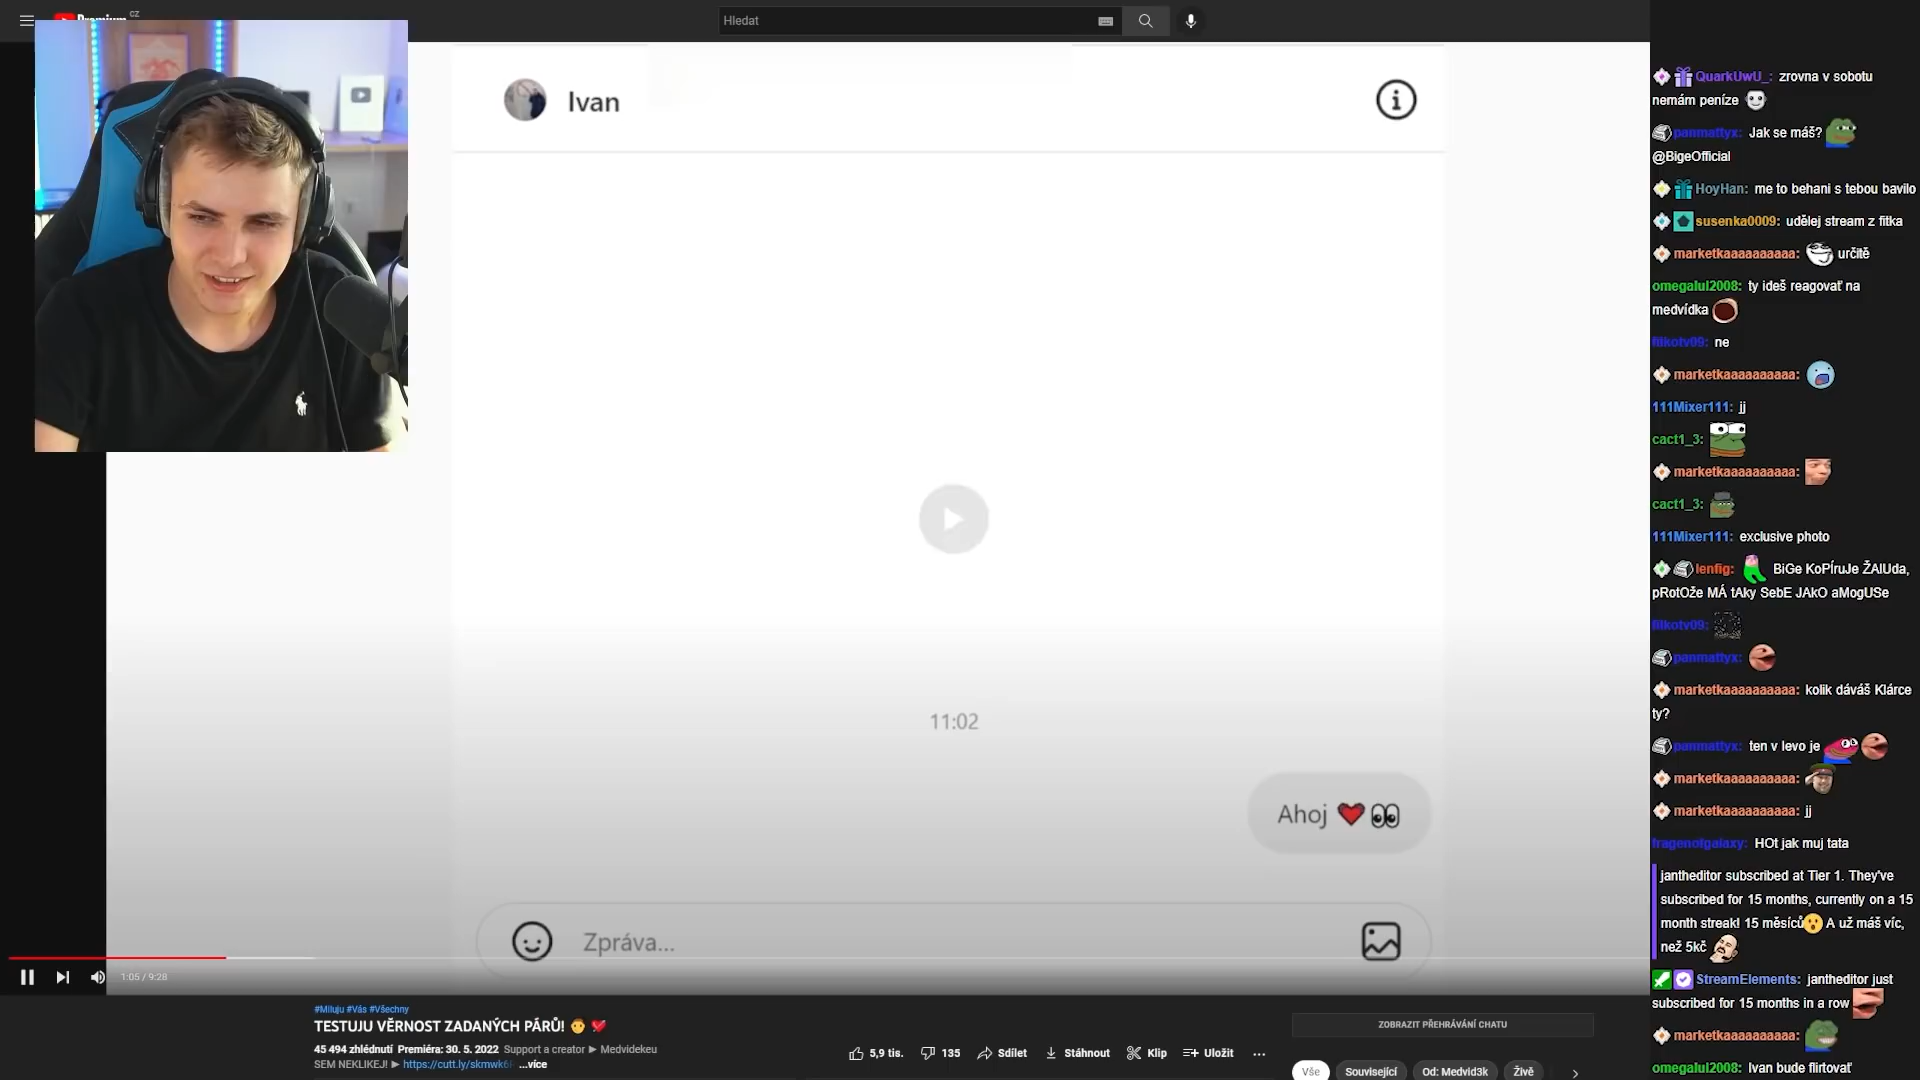 Premium CZ
Hledat
Ivan
11:02
Ahoj ❤️👀
Zpráva...
1:05 / 9:28
#Miluju #Vás #Všechny
TESTUJU VĚRNOST ZADANÝCH PÁRŮ!
45 494 zhlédnutí Premiéra: 30. 5. 2022 Support a creator ► Medvidekeu
SEM NEKLIKEJ! ► https://cutt.ly/skmwk6 ...více
5,9 tis.
135
Sdílet
Stáhnout
Klip
Uložit
ZOBRAZIT PŘEHRÁVÁNÍ CHATU
Vše
Související
Od: Medvid3k
Živě
QuarkUwU_: zrovna v sobotu
nemám peníze
panmattyx: Jak se máš?
@BigeOfficial
HoyHan: me to behani s tebou bavilo
susenka0009: udělej stream z fitka
marketkaaaaaaaaaa: určitě
omegalul2008: ty ideš reagovať na
medvídka
filkotv09: ne
marketkaaaaaaaaaa:
111Mixer111: jj
cact1_3:
marketkaaaaaaaaaa:
cact1_3:
111Mixer111: exclusive photo
lenfig: BiGe KoPÍruJe ŽAlUda,
pRotOže MÁ tAky SebE JAkO aMogUSe
filkotv09:
panmattyx:
marketkaaaaaaaaaa: kolik dáváš Klárce
ty?
panmattyx: ten v levo je
marketkaaaaaaaaaa:
marketkaaaaaaaaaa: jj
fragenofgalaxy: HOt jak muj tata
jantheditor subscribed at Tier 1. They've
subscribed for 15 months, currently on a 15
month streak! 15 měsíců😮 A už máš víc,
než 5kč
StreamElements: jantheditor just
subscribed for 15 months in a row
marketkaaaaaaaaaa:
omegalul2008: Ivan bude flirtovať